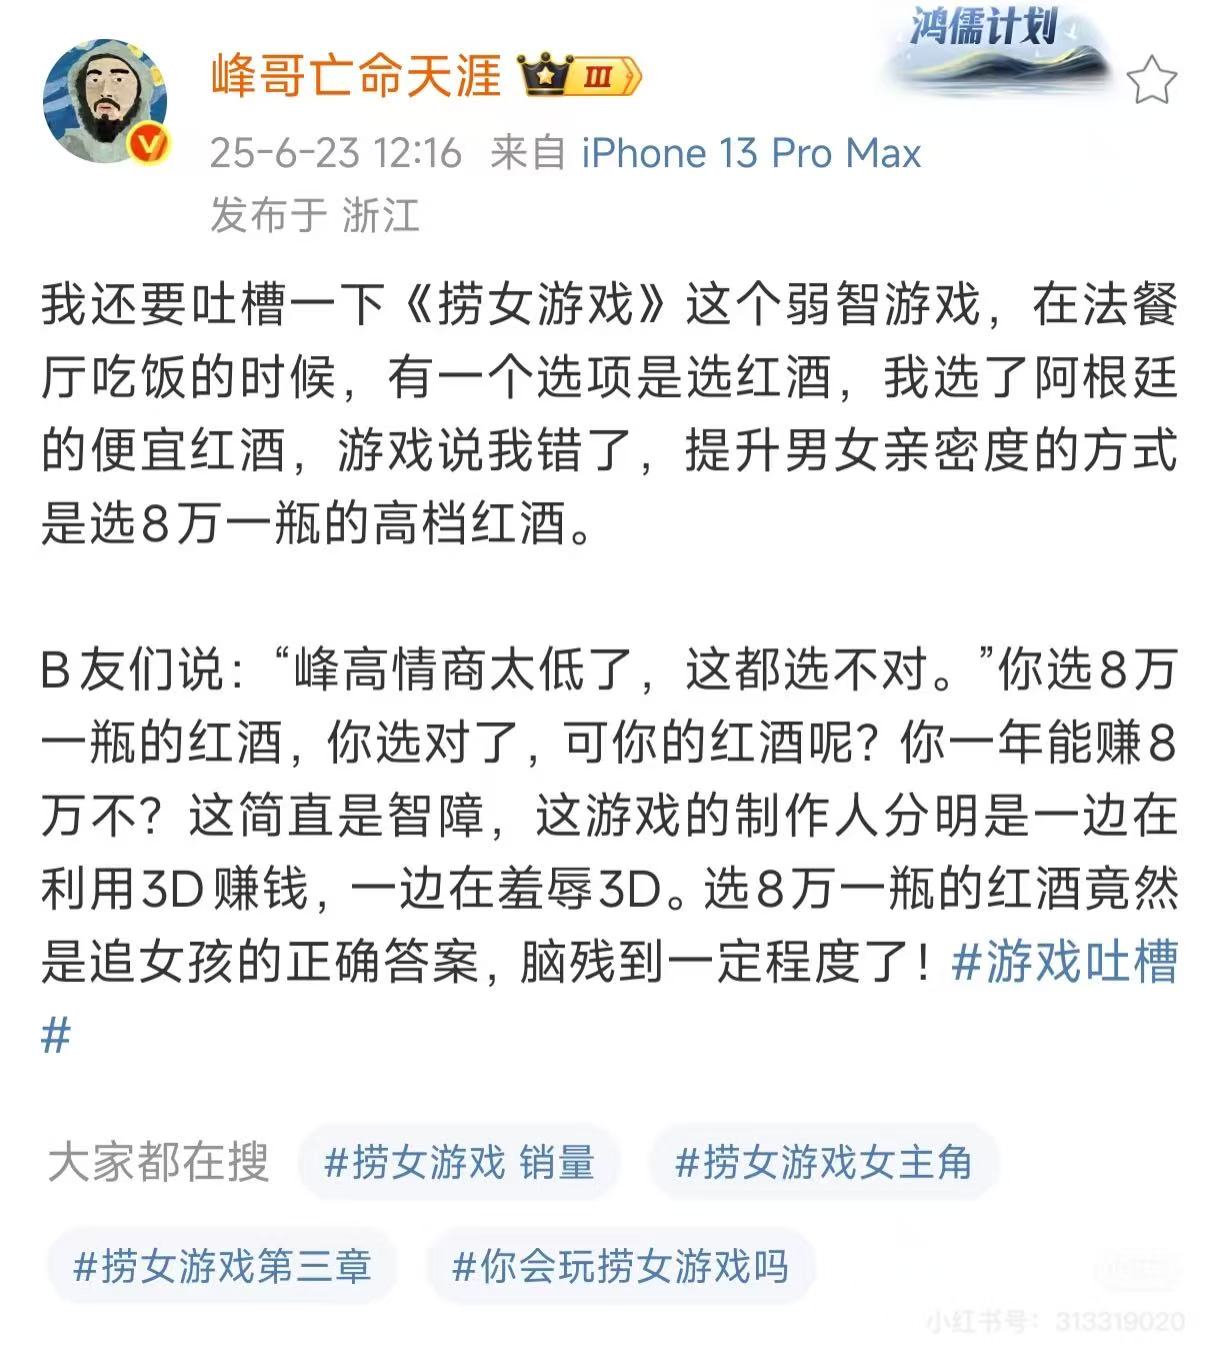 鸿儒计划
峰哥亡命天涯 III
25-6-23 12:16 来自 iPhone 13 Pro Max
发布于 浙江
我还要吐槽一下《捞女游戏》这个弱智游戏，在法餐
厅吃饭的时候，有一个选项是选红酒，我选了阿根廷
的便宜红酒，游戏说我错了，提升男女亲密度的方式
是选8万一瓶的高档红酒。
B友们说：“峰高情商太低了，这都选不对。”你选8万
一瓶的红酒，你选对了，可你的红酒呢？你一年能赚8
万不？这简直是智障，这游戏的制作人分明是一边在
利用3D赚钱，一边在羞辱3D。选8万一瓶的红酒竟然
是追女孩的正确答案，脑残到一定程度了！#游戏吐槽
#
大家都在搜 #捞女游戏 销量 #捞女游戏女主角
#捞女游戏第三章 #你会玩捞女游戏吗
小红书号：313319020